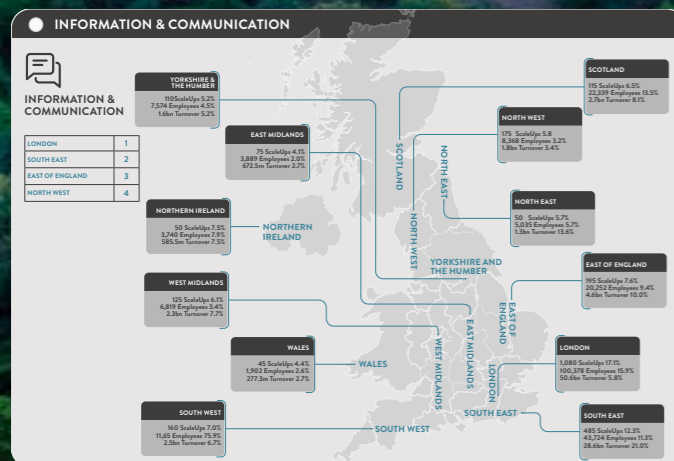 INFORMATION & COMMUNICATION
INFORMATION &
COMMUNICATION
LONDON 1
SOUTH EAST 2
EAST OF ENGLAND 3
NORTH WEST 4
YORKSHIRE &
THE HUMBER
110ScaleUps 5.2%
7,574 Employees 4.5%
1.6bn Turnover 5.2%
EAST MIDLANDS
75 ScaleUps 4.1%
3,889 Employees 2.0%
672.5m Turnover 2.7%
NORTHERN IRELAND
50 ScaleUps 7.5%
3,740 Employees 7.9%
585.5m Turnover 7.5%
WEST MIDLANDS
125 ScaleUps 6.1%
6,819 Employees 3.4%
2.3bn Turnover 7.7%
WALES
45 ScaleUps 4.4%
1,902 Employees 2.6%
277.3m Turnover 2.7%
SOUTH WEST
160 ScaleUps 7.0%
11,65 Employees 75.9%
2.5bn Turnover 6.7%
SCOTLAND
115 ScaleUps 6.5%
22,339 Employees 13.5%
2.7bn Turnover 8.1%
NORTH WEST
175 ScaleUps 5.8
8,368 Employees 3.2%
1.8bn Turnover 3.4%
NORTH EAST
50 ScaleUps 5.7%
5,035 Employees 5.7%
1.3bn Turnover 13.6%
EAST OF ENGLAND
195 ScaleUps 7.6%
20,252 Employees 9.4%
4.6bn Turnover 10.0%
LONDON
1,080 ScaleUps 17.1%
100,378 Employees 15.9%
50.6bn Turnover 5.8%
SOUTH EAST
485 ScaleUps 12.3%
43,724 Employees 11.3%
28.6bn Turnover 21.0%
SCOTLAND
NORTH EAST
NORTH WEST
NORTHERN
IRELAND
YORKSHIRE AND
THE HUMBER
EAST OF
ENGLAND
EAST MIDLANDS
WEST MIDLANDS
WALES
LONDON
SOUTH EAST
SOUTH WEST